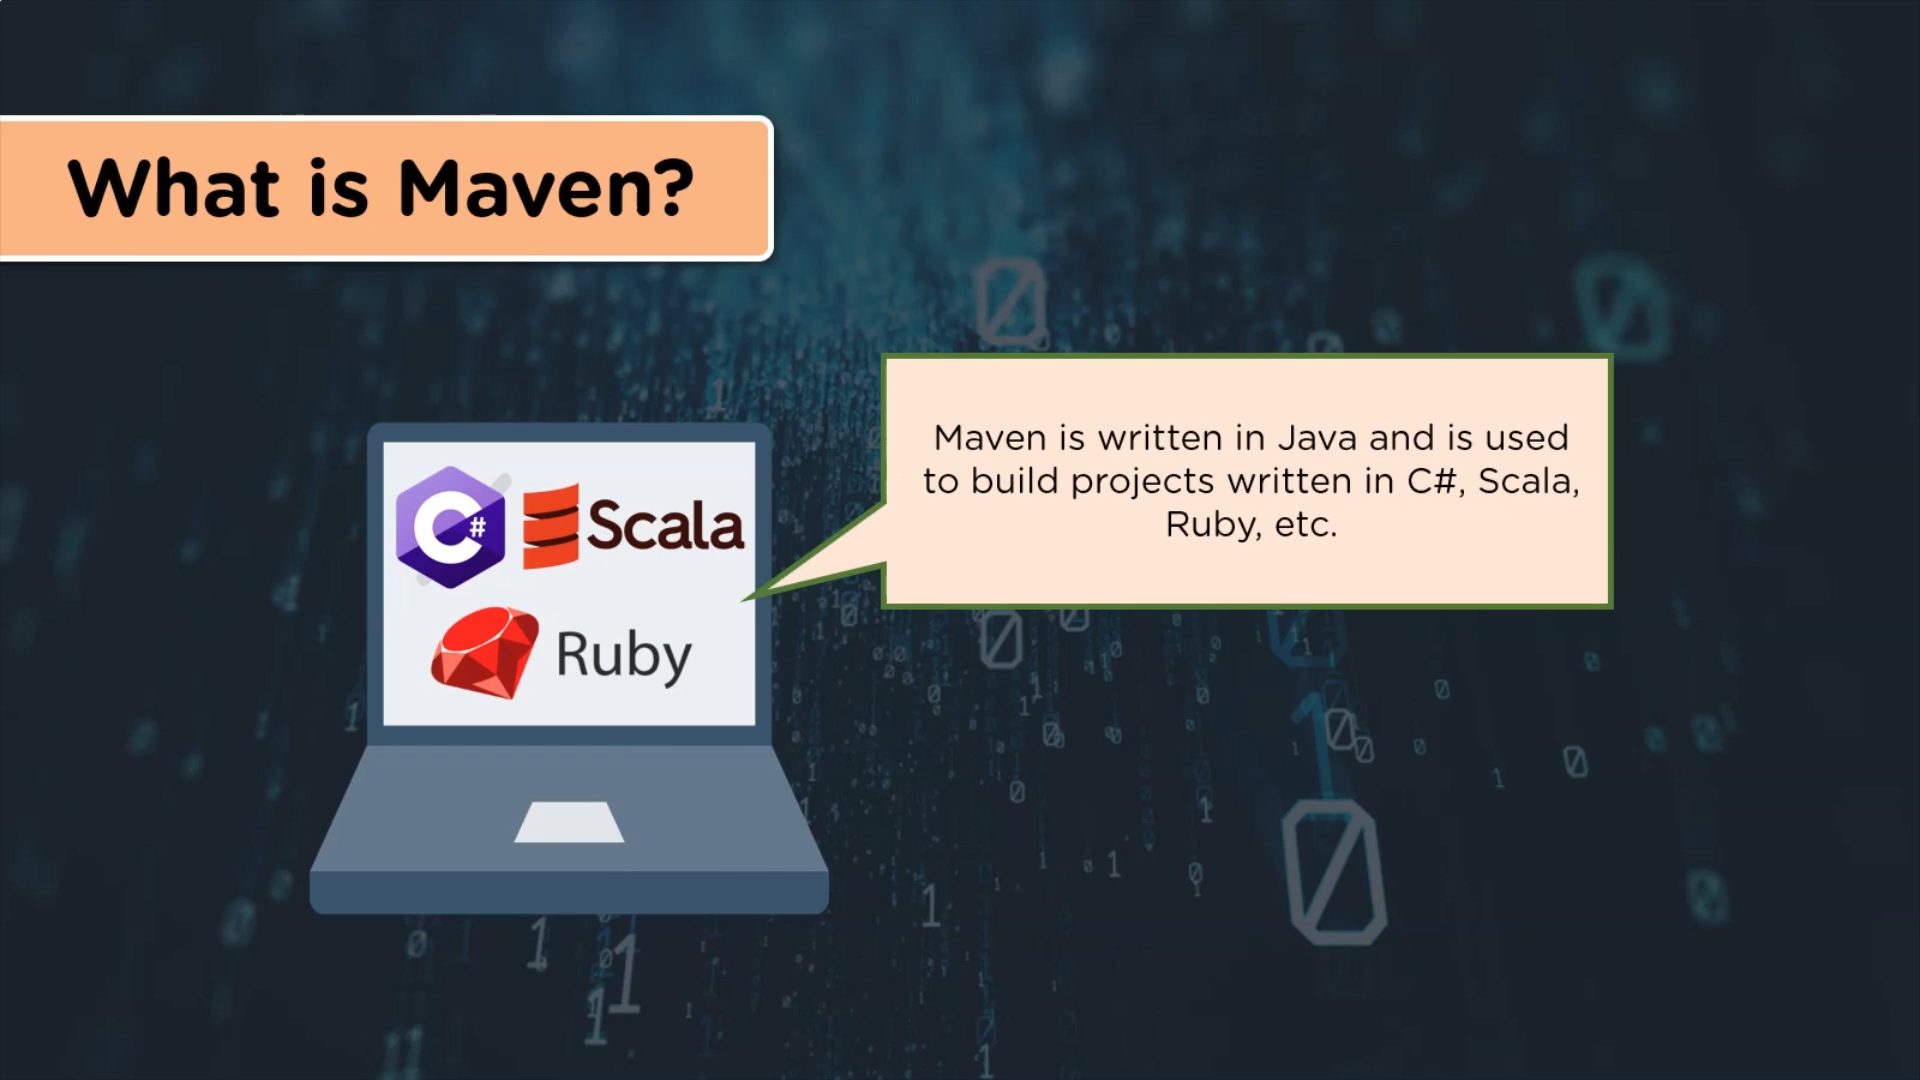 What is Maven?
Maven is written in Java and is used
to build projects written in C#, Scala,
Ruby, etc.
C#
Scala
Ruby